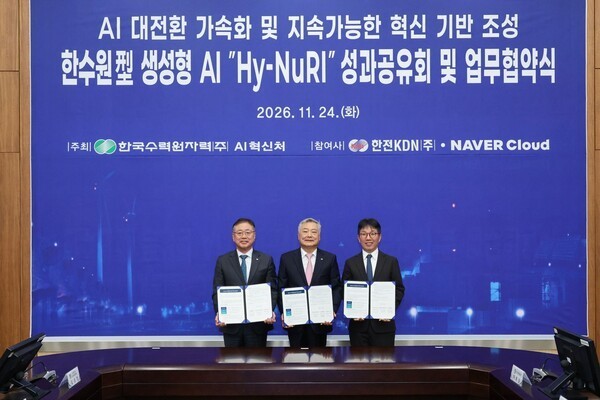 AI 대전환 가속화 및 지속가능한 혁신 기반 조성
한수원型 생성형 AI "Hy-NuRI" 성과공유회 및 업무협약식
2026. 11. 24.(화)
|주최| 한국수력원자력(주) AI혁신처 |참여사| 한전KDN(주) • NAVER Cloud